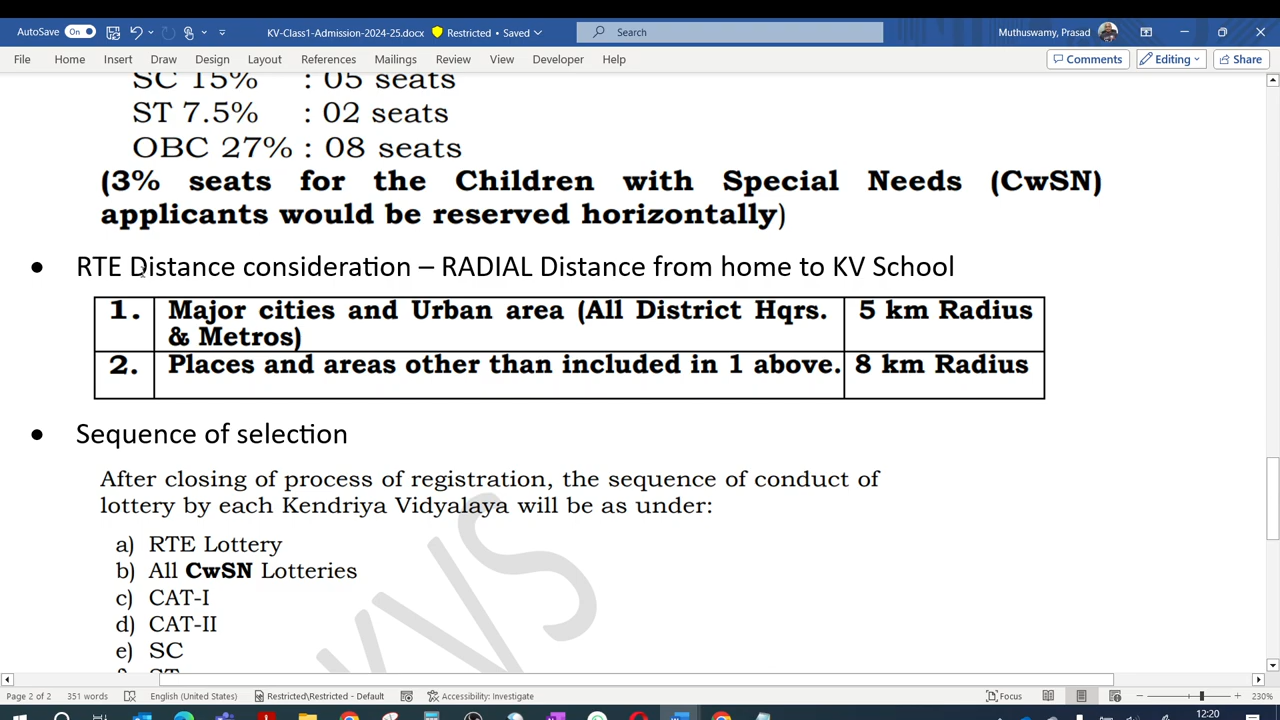 AutoSave On KV-Class1-Admission-2024-25.docx Restricted • Saved Search Muthuswamy, Prasad
File Home Insert Draw Design Layout References Mailings Review View Developer Help Comments Editing Share
SC 15% : 05 seats
ST 7.5% : 02 seats
OBC 27% : 08 seats
(3% seats for the Children with Special Needs (CwSN)
applicants would be reserved horizontally)
• RTE Distance consideration – RADIAL Distance from home to KV School
1. Major cities and Urban area (All District Hqrs. 5 km Radius
& Metros)
2. Places and areas other than included in 1 above. 8 km Radius
• Sequence of selection
After closing of process of registration, the sequence of conduct of
lottery by each Kendriya Vidyalaya will be as under:
a) RTE Lottery
b) All CwSN Lotteries
c) CAT-I
d) CAT-II
e) SC
KVS
Page 2 of 2 351 words English (United States) Restricted\Restricted - Default Accessibility: Investigate Focus 230%
12:20